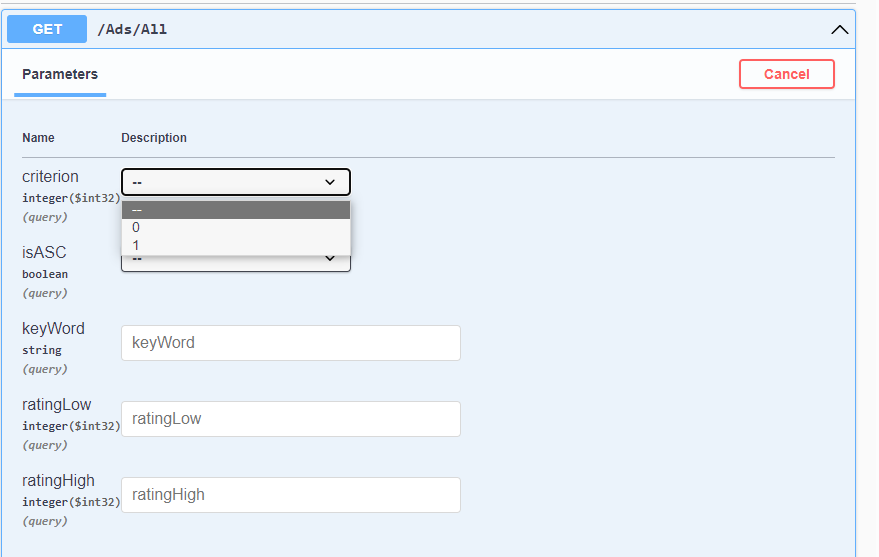 GET /Ads/All
Parameters
Cancel
Name Description
criterion
--
integer($int32)
(query)
--
0
1
isASC
--
boolean
(query)
keyWord
string
keyWord
(query)
ratingLow
integer($int32)
ratingLow
(query)
ratingHigh
integer($int32)
ratingHigh
(query)